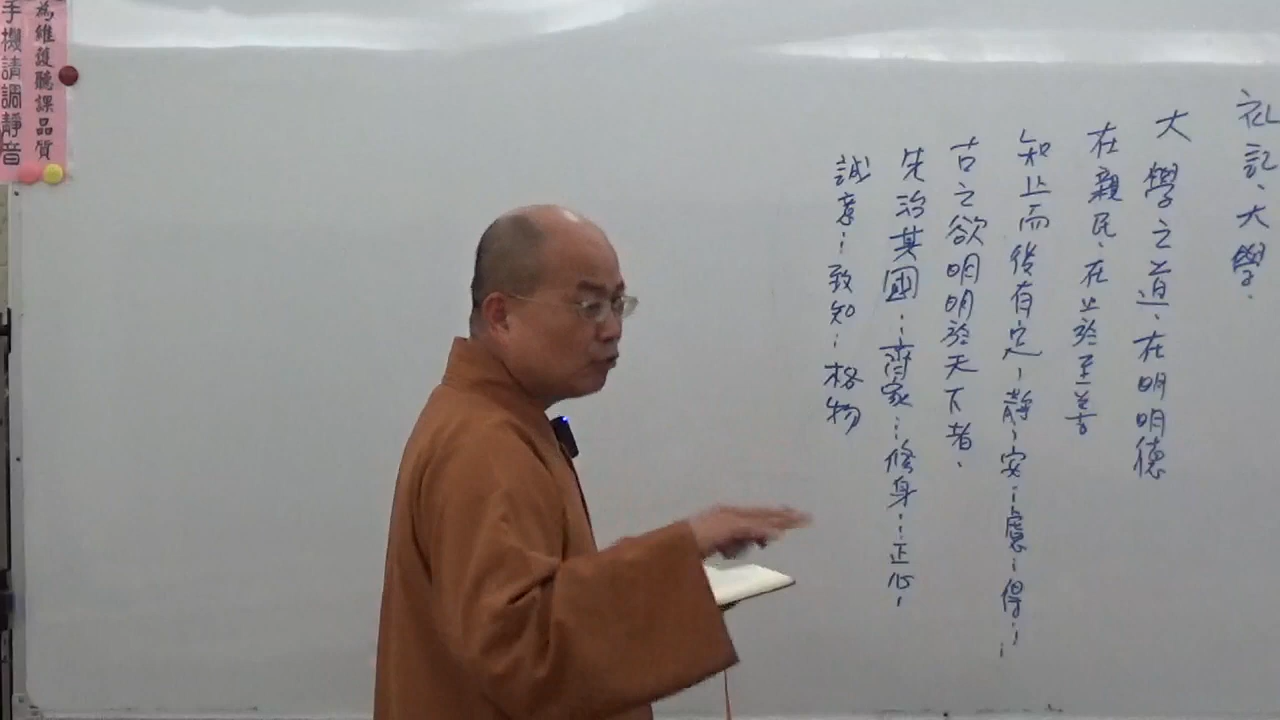 礼記、大學.
大學之道、在明明德
在親民、在止於至善
知止而後有定、静、安、慮、得…
古之欲明明於天下者、
先治其國…齊家…修身…正心、
誠意…致知…格物
為維護聽課品質
手機請調靜音